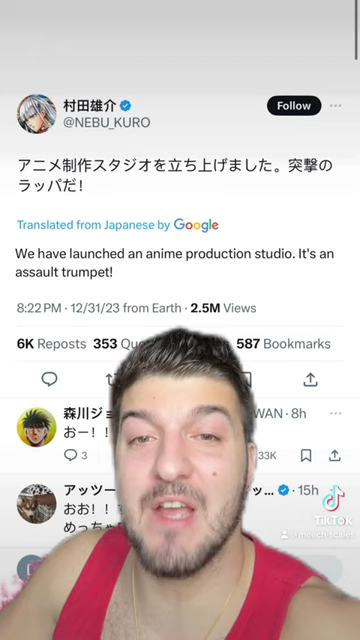 村田雄介
Follow
@NEBU_KURO
アニメ制作スタジオを立ち上げました。突撃の
ラッパだ!
Translated from Japanese by Google
We have launched an anime production studio. It's an
assault trumpet!
8:22 PM · 12/31/23 from Earth · 2.5M Views
6K Reposts 353 587 Bookmarks
森川ジョ WAN · 8h
おー!!
3 33K
アッツー ッ... · 15h
おお!!
めっちゃ
TikTok